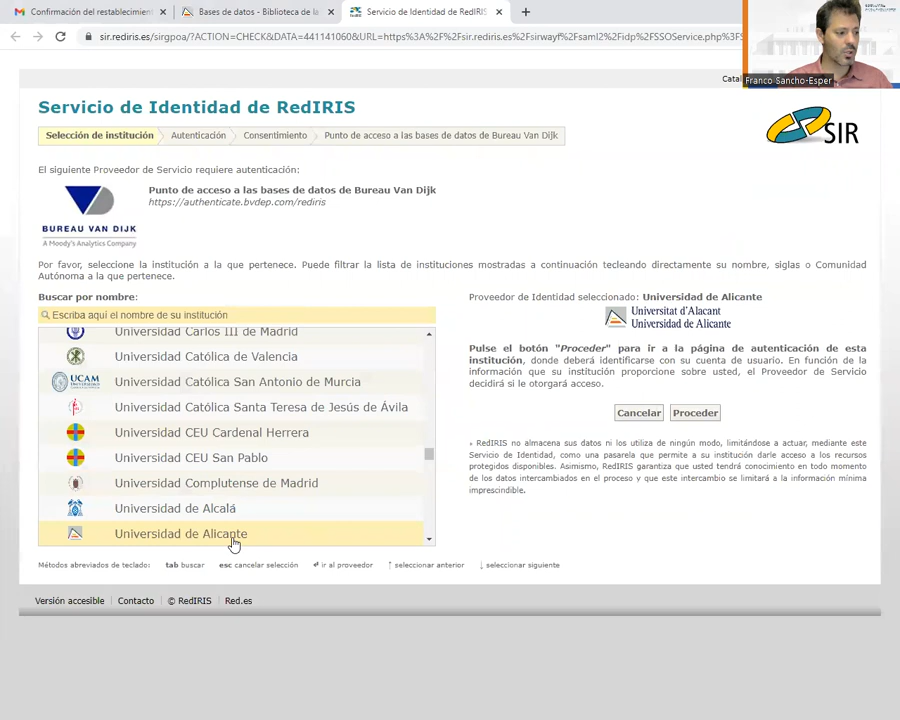 Confirmación del restablecimient
Bases de datos - Biblioteca de la
Servicio de Identidad de RedIRIS
sir.rediris.es/sirgpoa/?ACTION=CHECK&DATA=441141060&URL=https%3A%2F%2Fsir.rediris.es%2Fsirwayf%2Fsaml2%2Fidp%2FSSOService.php%3FS
Franco Sancho-Esper
Catal
Servicio de Identidad de RedIRIS
SIR
Selección de institución
Autenticación
Consentimiento
Punto de acceso a las bases de datos de Bureau Van Dijk
El siguiente Proveedor de Servicio requiere autenticación:
BUREAU VAN DIJK
A Moody's Analytics Company
Punto de acceso a las bases de datos de Bureau Van Dijk
https://authenticate.bvdep.com/rediris
Por favor, seleccione la institución a la que pertenece. Puede filtrar la lista de instituciones mostradas a continuación tecleando directamente su nombre, siglas o Comunidad
Autónoma a la que pertenece.
Buscar por nombre:
Escriba aquí el nombre de su institución
Universidad Carlos III de Madrid
Universidad Católica de Valencia
UCAM
Universidad Católica San Antonio de Murcia
Universidad Católica Santa Teresa de Jesús de Ávila
Universidad CEU Cardenal Herrera
Universidad CEU San Pablo
Universidad Complutense de Madrid
Universidad de Alcalá
Universidad de Alicante
Proveedor de Identidad seleccionado: Universidad de Alicante
Universitat d'Alacant
Universidad de Alicante
Pulse el botón "Proceder" para ir a la página de autenticación de esta
institución, donde deberá identificarse con su cuenta de usuario. En función de la
información que su institución proporcione sobre usted, el Proveedor de Servicio
decidirá si le otorgará acceso.
Cancelar
Proceder
RedIRIS no almacena sus datos ni los utiliza de ningún modo, limitándose a actuar, mediante este
Servicio de Identidad, como una pasarela que permite a su institución darle acceso a los recursos
protegidos disponibles. Asimismo, RedIRIS garantiza que usted tendrá conocimiento en todo momento
de los datos intercambiados en el proceso y que este intercambio se limitará a la información mínima
imprescindible.
Métodos abreviados de teclado: tab buscar esc cancelar selección ↵ ir al proveedor ↑ seleccionar anterior ↓ seleccionar siguiente
Versión accesible
Contacto
© RedIRIS
Red.es